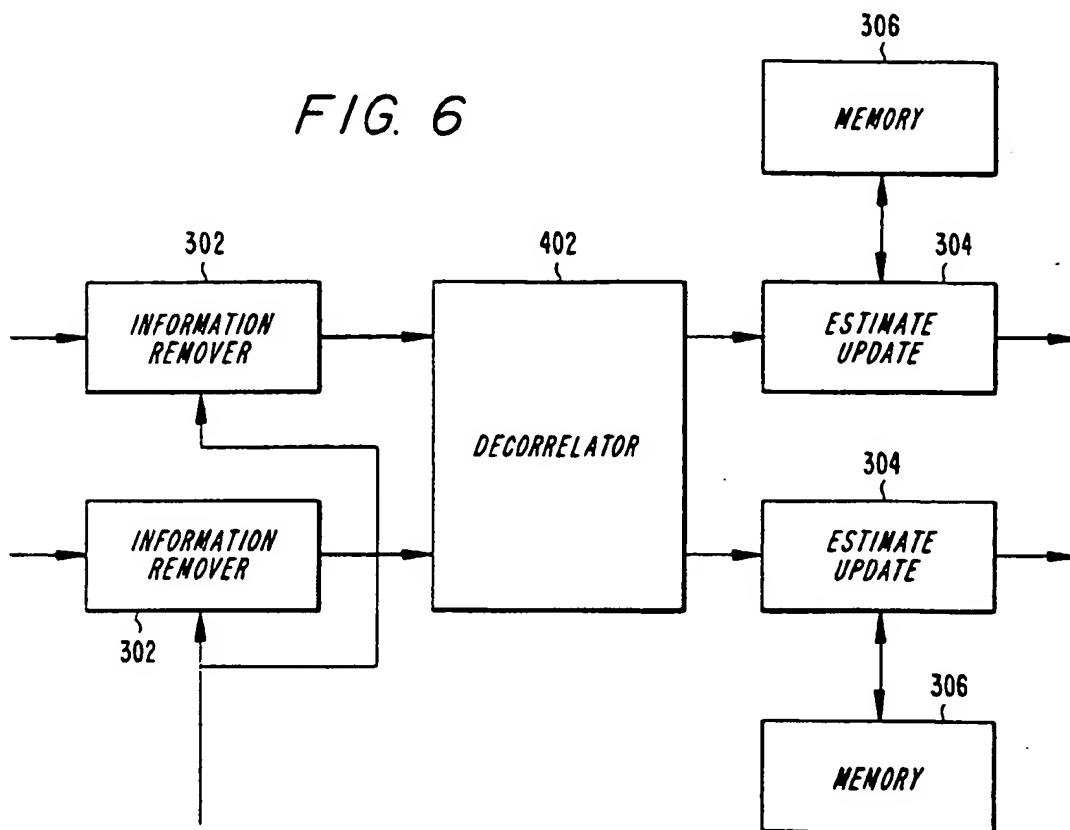 FIG. 6
306
MEMORY
302
402
304
INFORMATION
REMOVER
DECORRELATOR
ESTIMATE
UPDATE
304
INFORMATION
REMOVER
ESTIMATE
UPDATE
302
306
MEMORY